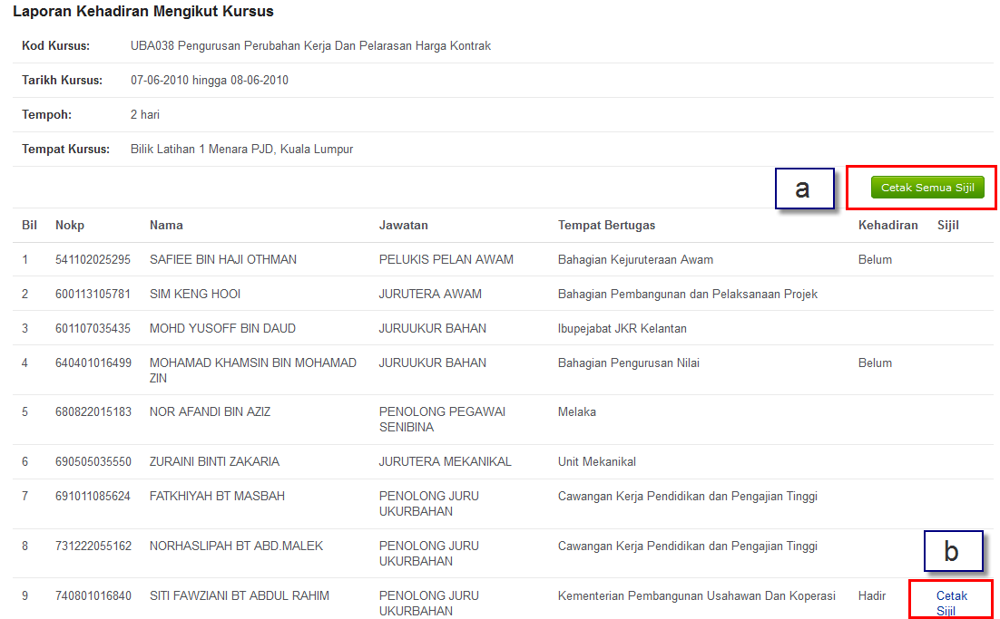 Laporan Kehadiran Mengikut Kursus
Kod Kursus: UBA038 Pengurusan Perubahan Kerja Dan Pelarasan Harga Kontrak
Tarikh Kursus: 07-06-2010 hingga 08-06-2010
Tempoh: 2 hari
Tempat Kursus: Bilik Latihan 1 Menara PJD, Kuala Lumpur
a Cetak Semua Sijil
Bil Nokp Nama Jawatan Tempat Bertugas Kehadiran Sijil
1 541102025295 SAFIEE BIN HAJI OTHMAN PELUKIS PELAN AWAM Bahagian Kejuruteraan Awam Belum
2 600113105781 SIM KENG HOOI JURUTERA AWAM Bahagian Pembangunan dan Pelaksanaan Projek
3 601107035435 MOHD YUSOFF BIN DAUD JURUUKUR BAHAN Ibupejabat JKR Kelantan
4 640401016499 MOHAMAD KHAMSIN BIN MOHAMAD JURUUKUR BAHAN Bahagian Pengurusan Nilai Belum
ZIN
5 680822015183 NOR AFANDI BIN AZIZ PENOLONG PEGAWAI Melaka
SENIBINA
6 690505035550 ZURAINI BINTI ZAKARIA JURUTERA MEKANIKAL Unit Mekanikal
7 691011085624 FATKHIYAH BT MASBAH PENOLONG JURU Cawangan Kerja Pendidikan dan Pengajian Tinggi
UKURBAHAN
8 731222055162 NORHASLIPAH BT ABD.MALEK PENOLONG JURU Cawangan Kerja Pendidikan dan Pengajian Tinggi b
UKURBAHAN
9 740801016840 SITI FAWZIANI BT ABDUL RAHIM PENOLONG JURU Kementerian Pembangunan Usahawan Dan Koperasi Hadir Cetak
UKURBAHAN Sijil